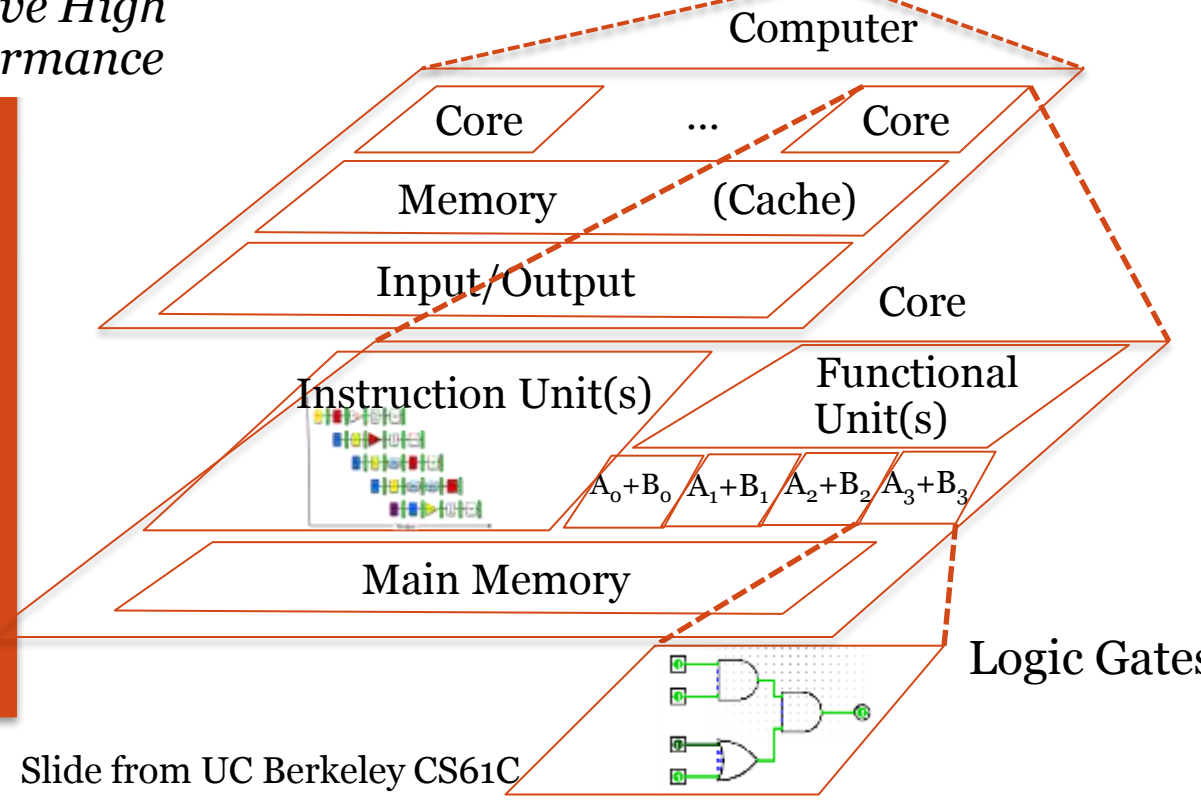 ve High
rmance
Computer
Core ... Core
Memory (Cache)
Input/Output
Core
Instruction Unit(s)
Functional
Unit(s)
A₀+B₀ A₁+B₁ A₂+B₂ A₃+B₃
Main Memory
Logic Gates
Slide from UC Berkeley CS61C